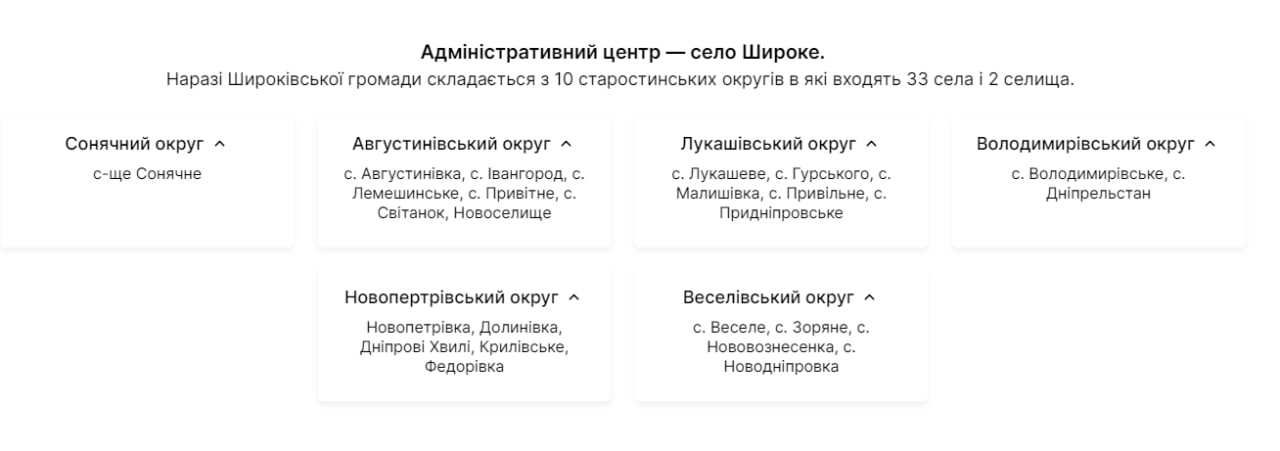 Адміністративний центр — село Широке.
Наразі Широківської громади складається з 10 старостинських округів в які входять 33 села і 2 селища.
Сонячний округ
с-ще Сонячне
Августинівський округ
с. Августинівка, с. Івангород, с.
Лемешинське, с. Привітне, с.
Світанок, Новоселище
Лукашівський округ
с. Лукашеве, с. Гурського, с.
Малишівка, с. Привільне, с.
Придніпровське
Володимирівський округ
с. Володимирівське, с.
Дніпрельстан
Новопертрівський округ
Новопетрівка, Долинівка,
Дніпрові Хвилі, Крилівське,
Федорівка
Веселівський округ
с. Веселе, с. Зоряне, с.
Нововознесенка, с.
Новодніпровка